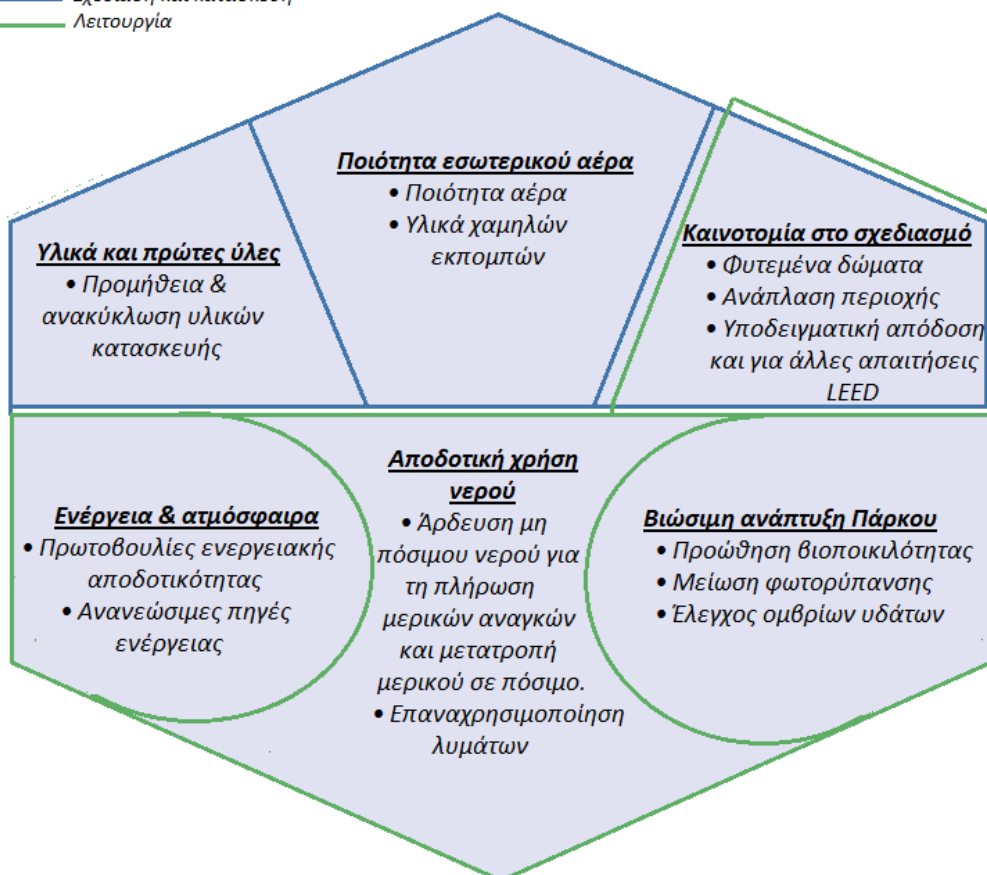 Σχεδίαση και κατασκευή
Λειτουργία
Ποιότητα εσωτερικού αέρα
• Ποιότητα αέρα
• Υλικά χαμηλών
εκπομπών
Υλικά και πρώτες ύλες
• Προμήθεια &
ανακύκλωση υλικών
κατασκευής
Καινοτομία στο σχεδιασμό
• Φυτεμένα δώματα
• Ανάπλαση περιοχής
• Υποδειγματική απόδοση
και για άλλες απαιτήσεις
LEED
Ενέργεια & ατμόσφαιρα
• Πρωτοβουλίες ενεργειακής
αποδοτικότητας
• Ανανεώσιμες πηγές
ενέργειας
Αποδοτική χρήση
νερού
• Άρδευση μη
πόσιμου νερού για
τη πλήρωση
μερικών αναγκών
και μετατροπή
μερικού σε πόσιμο.
• Επαναχρησιμοποίηση
λυμάτων
Βιώσιμη ανάπτυξη Πάρκου
• Προώθηση βιοποικιλότητας
• Μείωση φωτορύπανσης
• Έλεγχος ομβρίων υδάτων